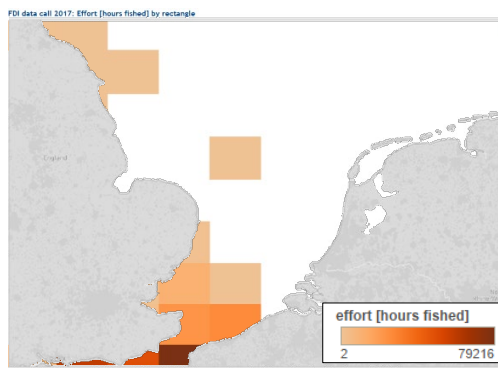 FDI data call 2017: Effort [hours fished] by rectangle
England
effort [hours fished]
2 79216